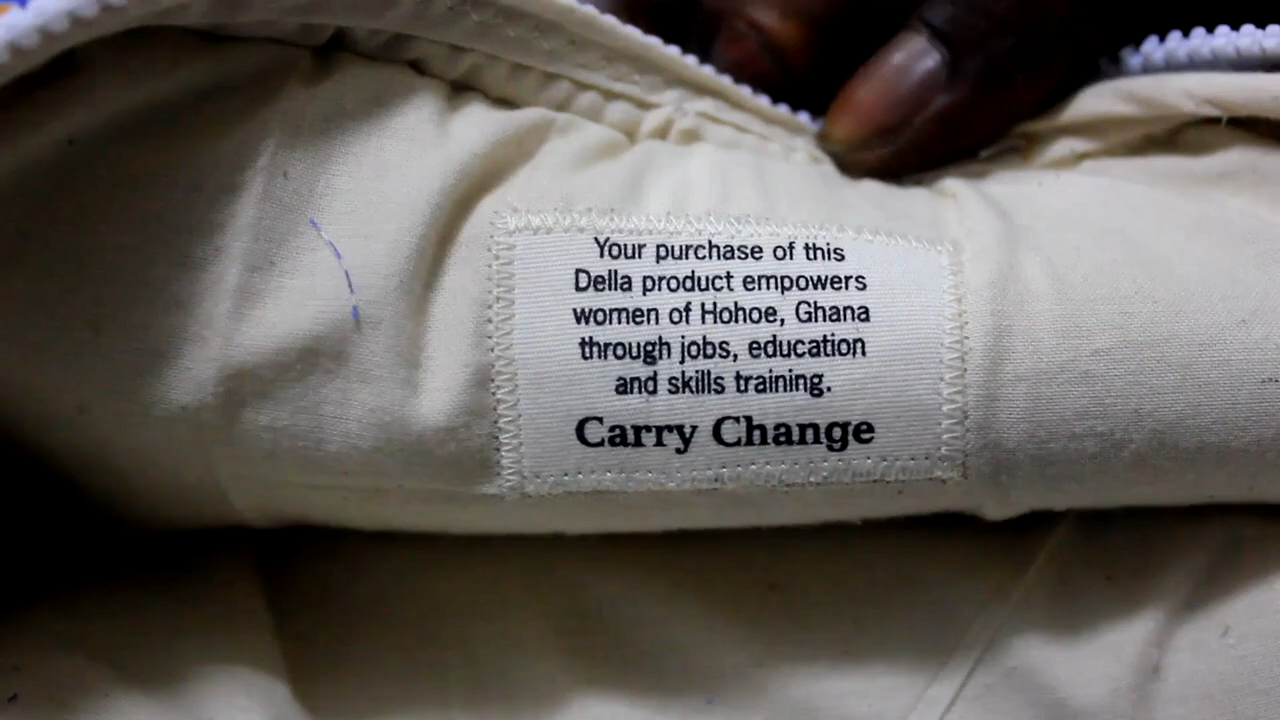 Your purchase of this
Della product empowers
women of Hohoe, Ghana
through jobs, education
and skills training.
Carry Change